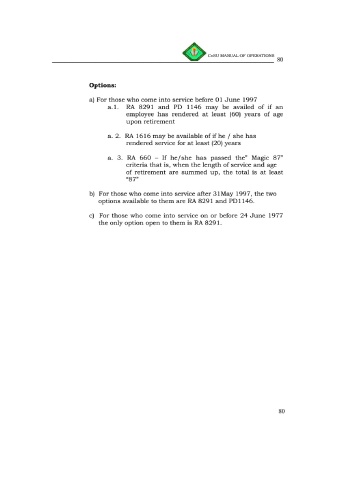 CvSU MANUAL OF OPERATIONS
80
Options:
a) For those who come into service before 01 June 1997
a.1. RA 8291 and PD 1146 may be availed of if an
employee has rendered at least (60) years of age
upon retirement
a. 2. RA 1616 may be available of if he / she has
rendered service for at least (20) years
a. 3. RA 660 – If he/she has passed the" Magic 87"
criteria that is, when the length of service and age
of retirement are summed up, the total is at least
"87"
b) For those who come into service after 31May 1997, the two
options available to them are RA 8291 and PD1146.
c) For those who come into service on or before 24 June 1977
the only option open to them is RA 8291.
80